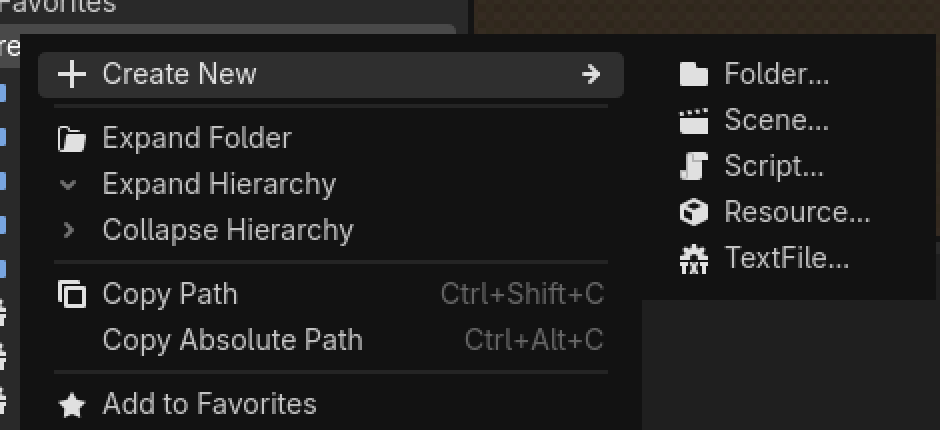 Favorites
re
Create New
Expand Folder
Expand Hierarchy
Collapse Hierarchy
Copy Path Ctrl+Shift+C
Copy Absolute Path Ctrl+Alt+C
Add to Favorites
Folder...
Scene...
Script...
Resource...
TextFile...